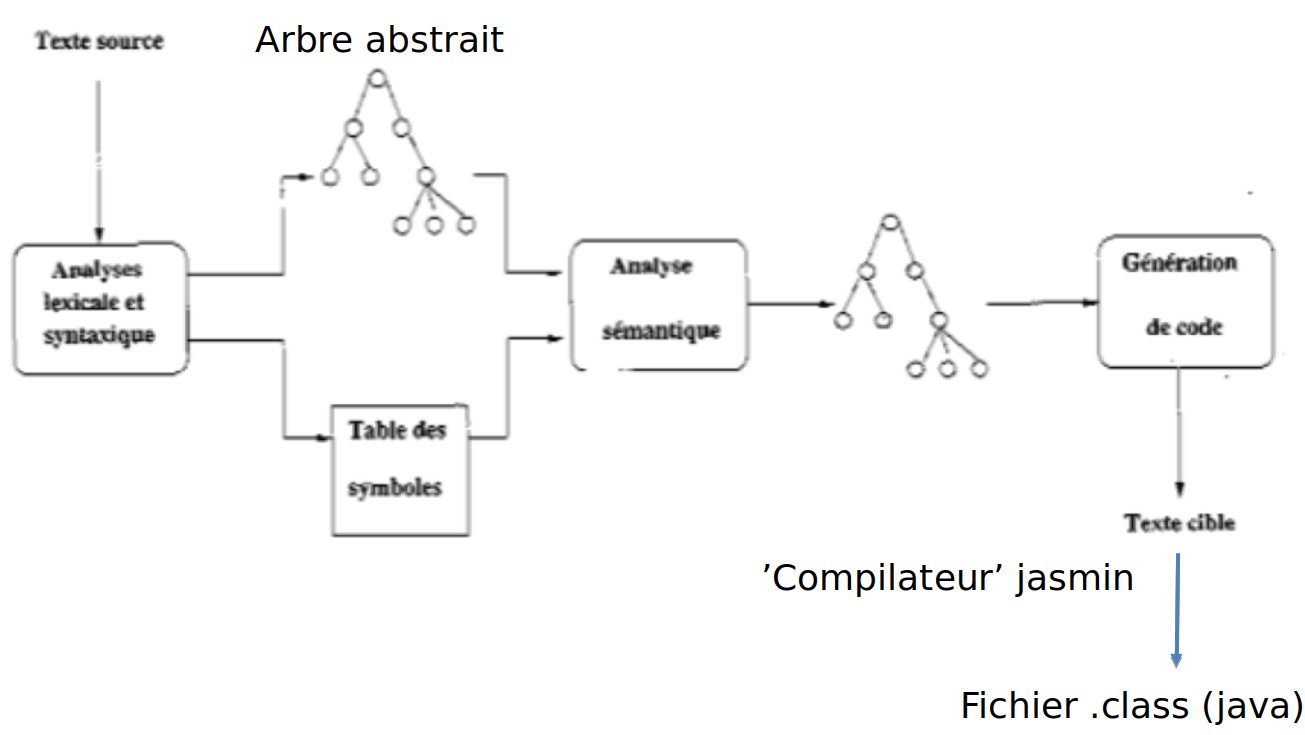 Texte source
Arbre abstrait
Analyses
lexicale et
syntaxique
Table des
symboles
Analyse
sémantique
Génération
de code
Texte cible
’Compilateur’ jasmin
Fichier .class (java)